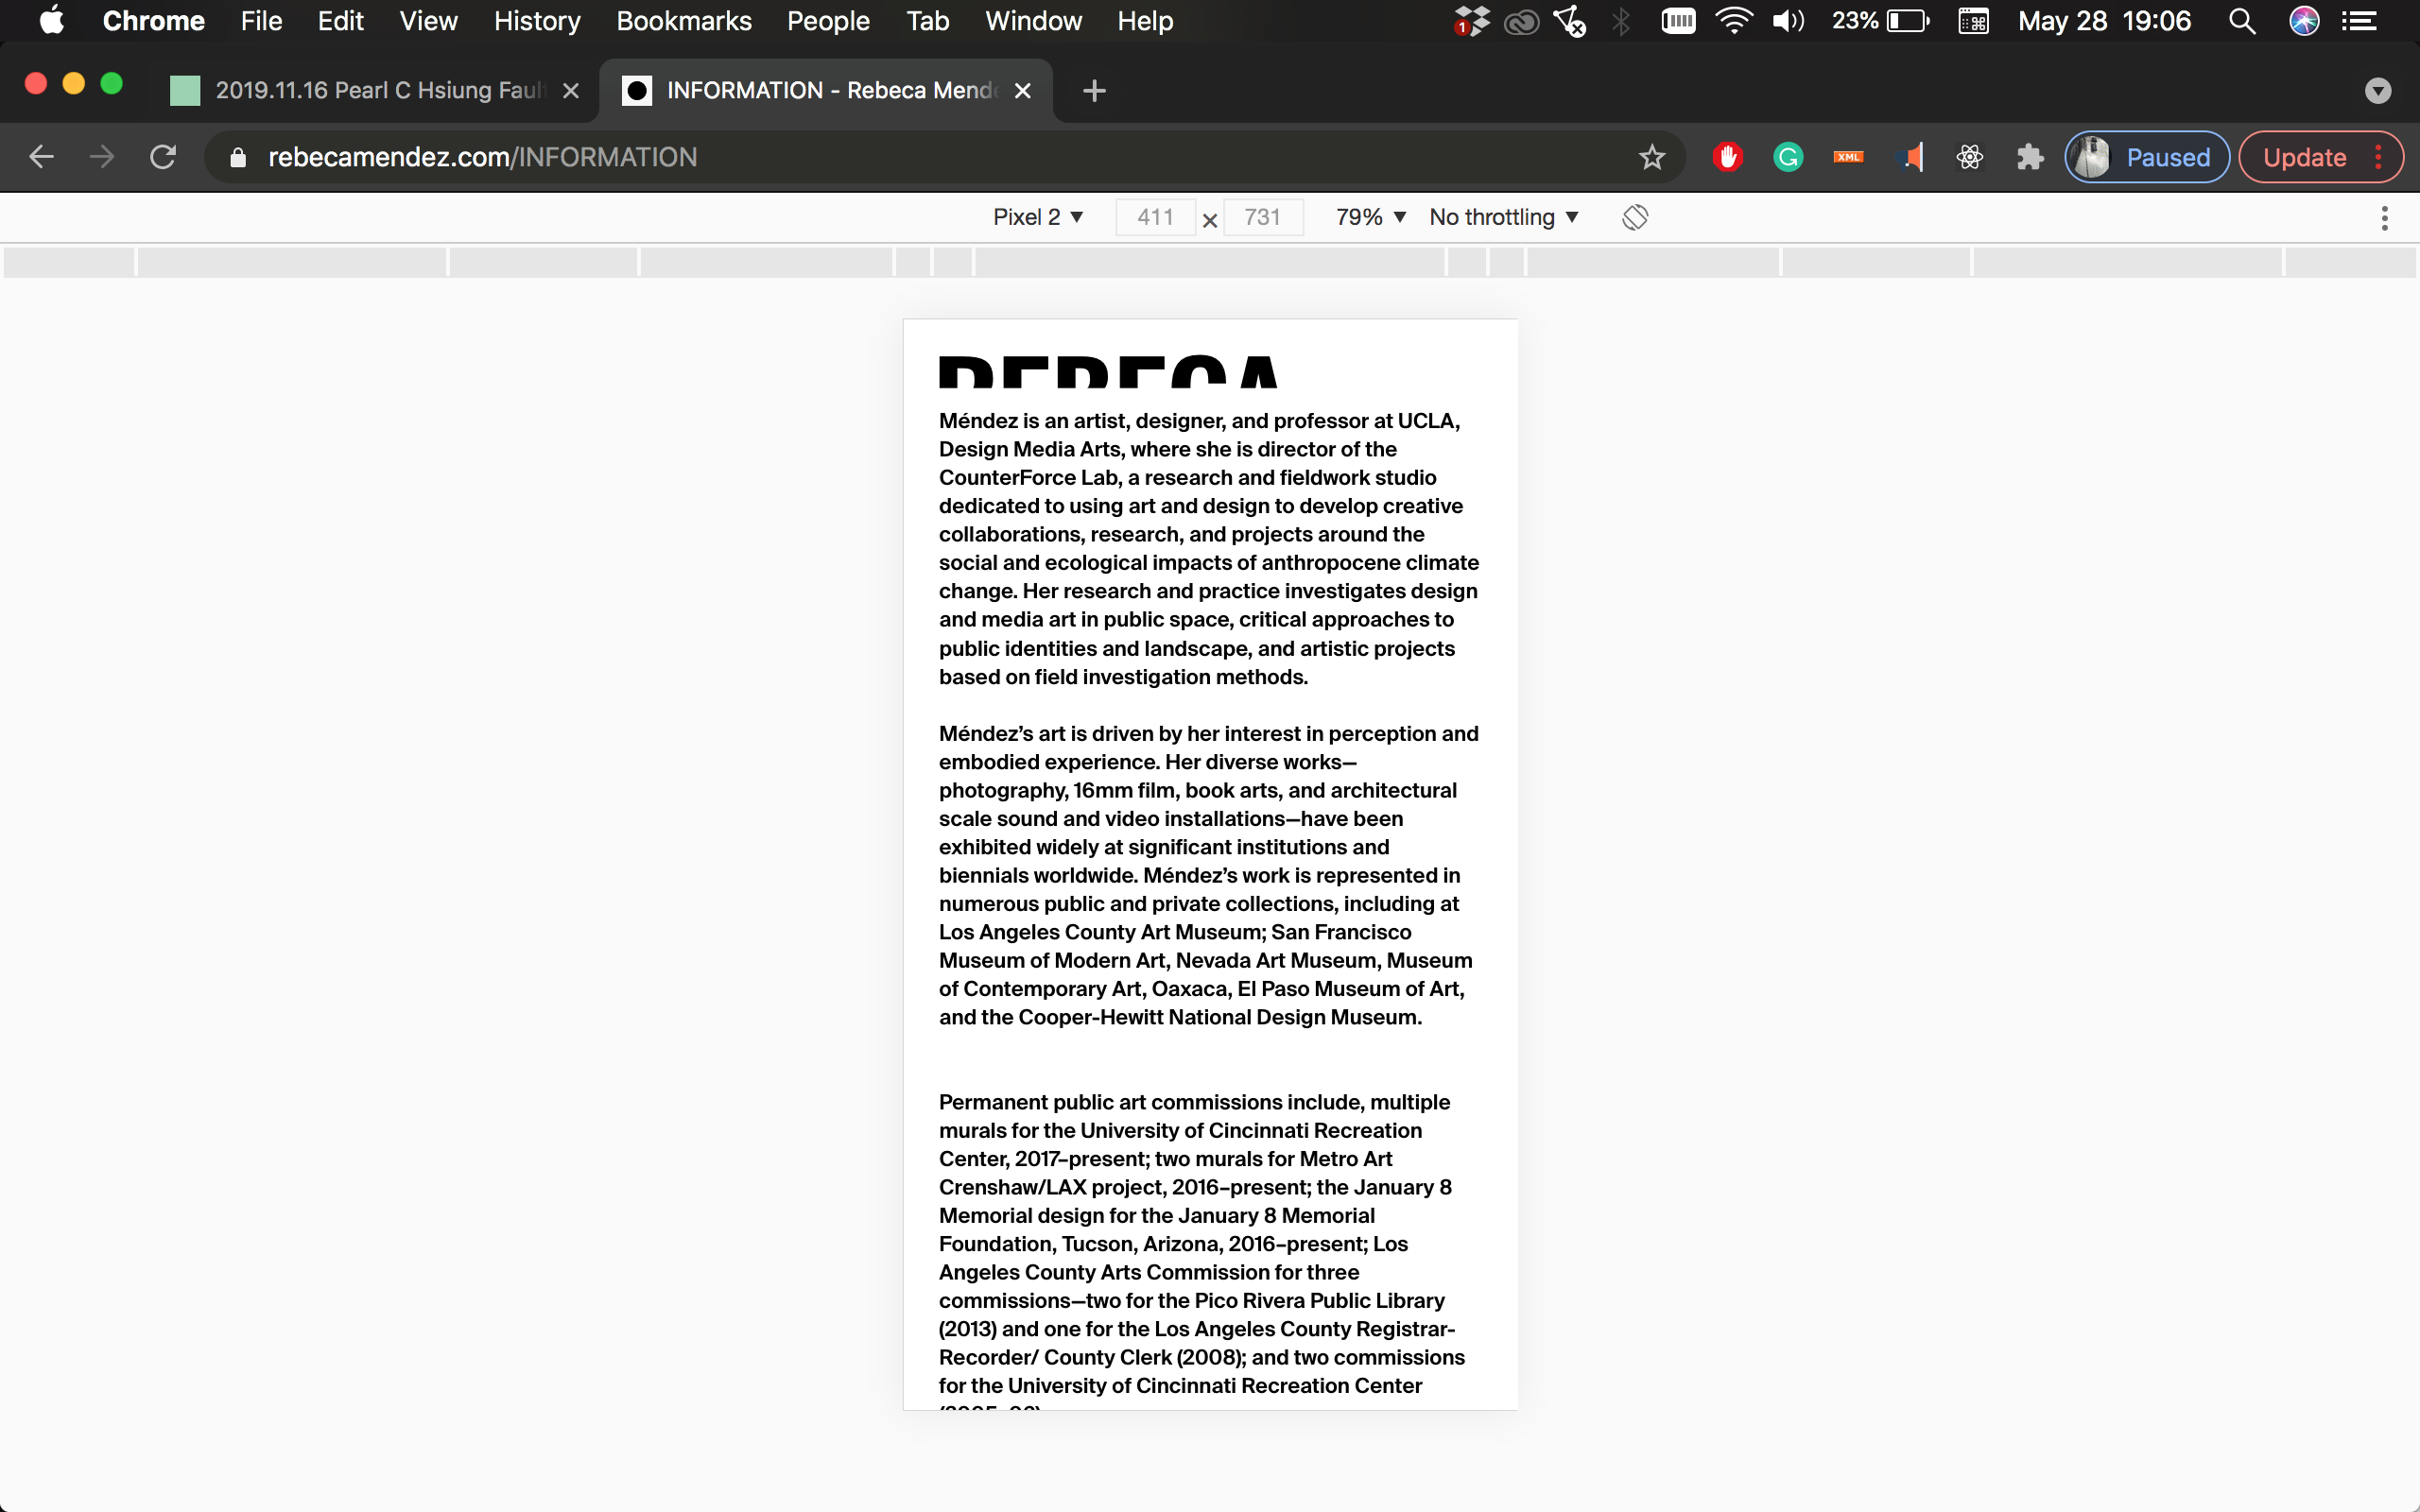 Chrome File Edit View History Bookmarks People Tab Window Help 1 23% May 28 19:06
2019.11.16 Pearl C Hsiung Faul
INFORMATION - Rebeca Mend
rebecamendez.com/INFORMATION
XML
Paused
Update
Pixel 2 411 × 731 79% No throttling
REBECA
Méndez is an artist, designer, and professor at UCLA,
Design Media Arts, where she is director of the
CounterForce Lab, a research and fieldwork studio
dedicated to using art and design to develop creative
collaborations, research, and projects around the
social and ecological impacts of anthropocene climate
change. Her research and practice investigates design
and media art in public space, critical approaches to
public identities and landscape, and artistic projects
based on field investigation methods.
Méndez’s art is driven by her interest in perception and
embodied experience. Her diverse works—
photography, 16mm film, book arts, and architectural
scale sound and video installations—have been
exhibited widely at significant institutions and
biennials worldwide. Méndez’s work is represented in
numerous public and private collections, including at
Los Angeles County Art Museum; San Francisco
Museum of Modern Art, Nevada Art Museum, Museum
of Contemporary Art, Oaxaca, El Paso Museum of Art,
and the Cooper-Hewitt National Design Museum.
Permanent public art commissions include, multiple
murals for the University of Cincinnati Recreation
Center, 2017–present; two murals for Metro Art
Crenshaw/LAX project, 2016–present; the January 8
Memorial design for the January 8 Memorial
Foundation, Tucson, Arizona, 2016–present; Los
Angeles County Arts Commission for three
commissions—two for the Pico Rivera Public Library
(2013) and one for the Los Angeles County Registrar-
Recorder/ County Clerk (2008); and two commissions
for the University of Cincinnati Recreation Center